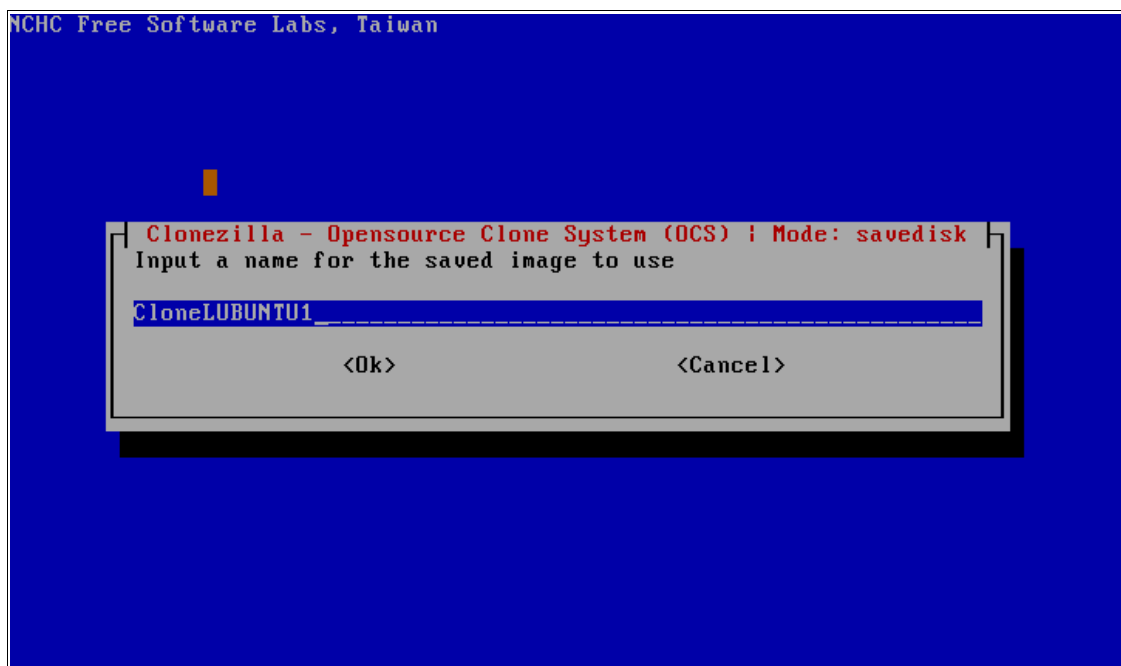 NCHC Free Software Labs, Taiwan
Clonezilla - Opensource Clone System (OCS) | Mode: savedisk
Input a name for the saved image to use
CloneLUBUNTU1
<Ok> <Cancel>